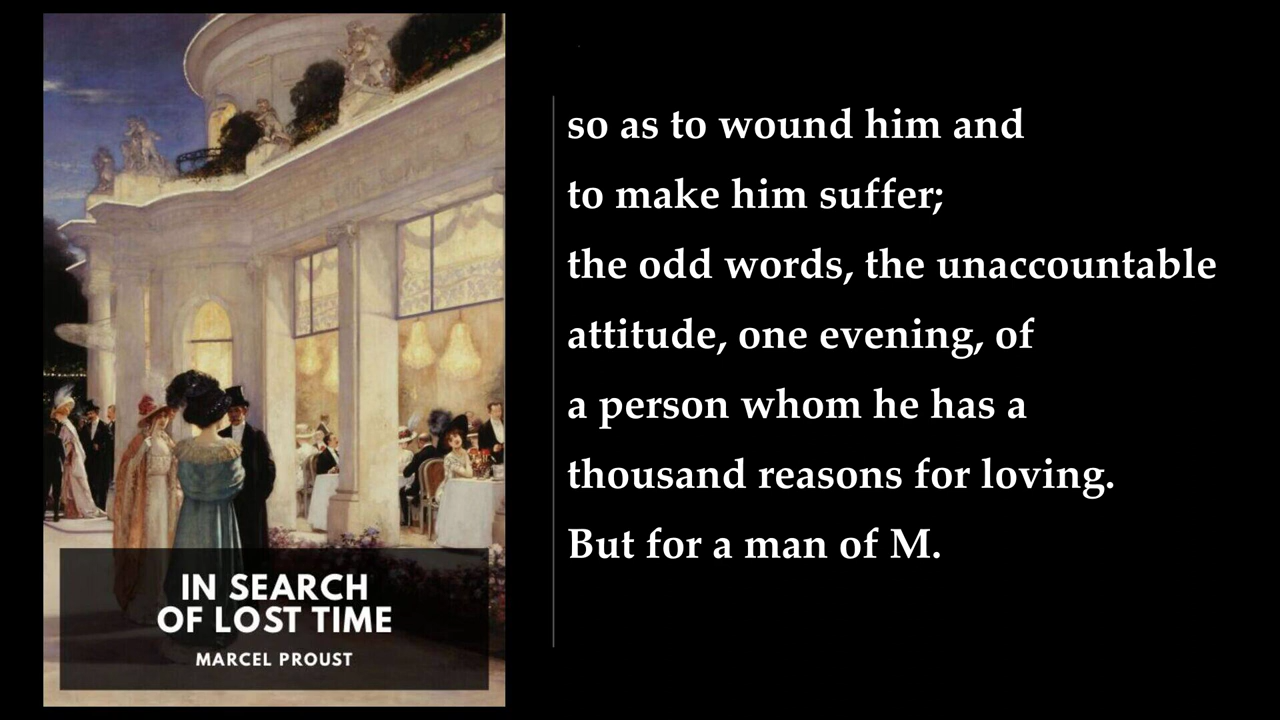 IN SEARCH
OF LOST TIME
MARCEL PROUST
so as to wound him and
to make him suffer;
the odd words, the unaccountable
attitude, one evening, of
a person whom he has a
thousand reasons for loving.
But for a man of M.